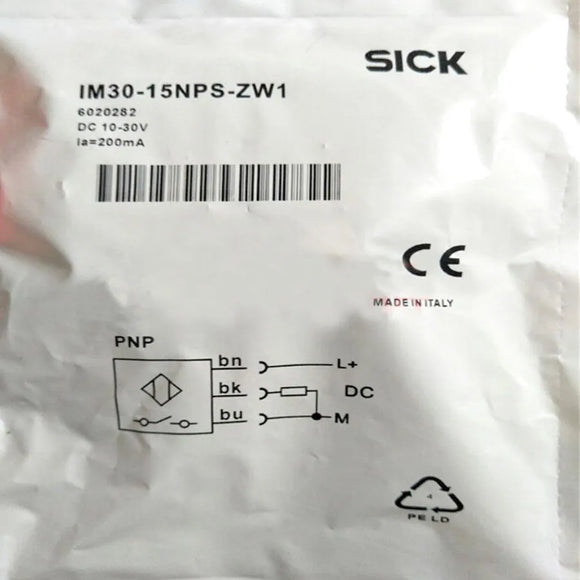 SICK
IM30-15NPS-ZW1
6020282
DC 10-30V
Ia=200mA
CE
MADE IN ITALY
PNP
bn L+
bk DC
bu M
4
PE LD